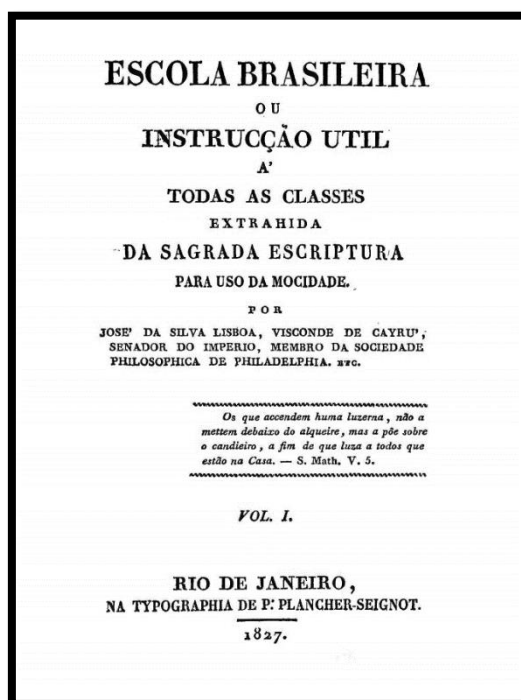 ESCOLA BRASILEIRA
OU
INSTRUCÇÃO UTIL
A'
TODAS AS CLASSES
EXTRAHIDA
DA SAGRADA ESCRIPTURA
PARA USO DA MOCIDADE.
POR
JOSE' DA SILVA LISBOA, VISCONDE DE CAYRU',
SENADOR DO IMPERIO, MEMBRO DA SOCIEDADE
PHILOSOPHICA DE PHILADELPHIA. ETC.
Os que accendem huma luzerna, não a
mettem debaixo do alqueire, mas a põe sobre
o candieiro, a fim de que luza a todos que
estão na Casa. — S. Math. V. 5.
VOL. I.
RIO DE JANEIRO,
NA TYPOGRAPHIA DE P. PLANCHER-SEIGNOT.
1827.